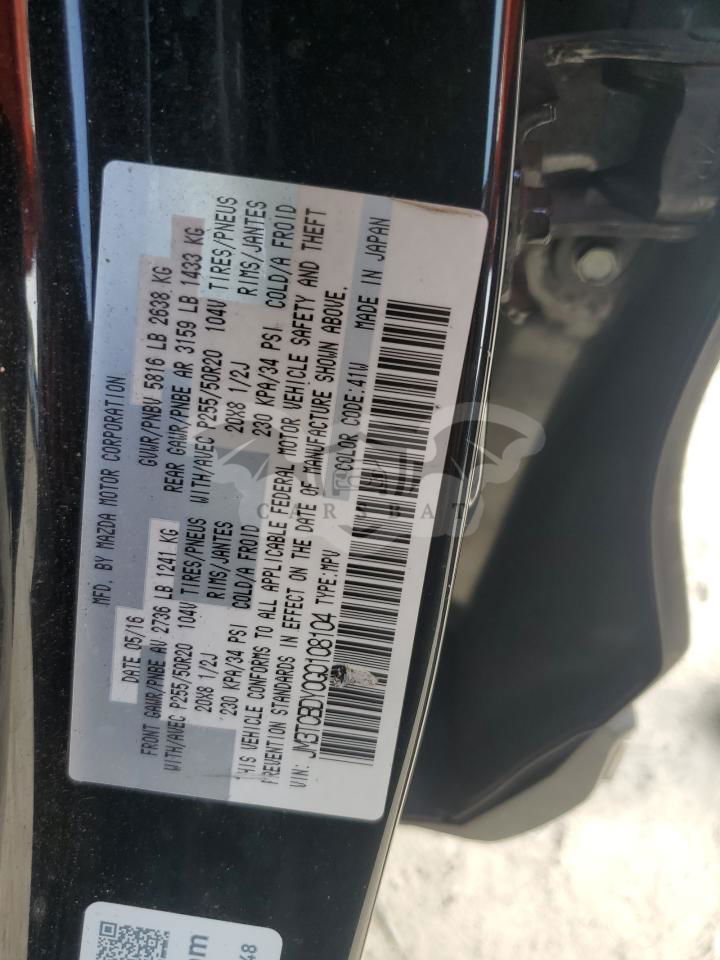 MFD. BY MAZDA MOTOR CORPORATION
DATE 05/16 GVWR/PNBV 5816 LB 2638 KG
FRONT GAWR/PNBE AV 2736 LB 1241 KG REAR GAWR/PNBE AR 3159 LB 1433 KG
WITH/AVEC P255/50R20 104V TIRES/PNEUS WITH/AVEC P255/50R20 104V TIRES/PNEUS
20X8 1/2J RIMS/JANTES 20X8 1/2J RIMS/JANTES
230 KPA/34 PSI COLD/A FROID 230 KPA/34 PSI COLD/A FROID
THIS VEHICLE CONFORMS TO ALL APPLICABLE FEDERAL MOTOR VEHICLE SAFETY AND THEFT
PREVENTION STANDARDS IN EFFECT ON THE DATE OF MANUFACTURE SHOWN ABOVE.
VIN: JM3TCBDY0G0108104 TYPE:MPV COLOR CODE:41W MADE IN JAPAN
CARSBAT
48